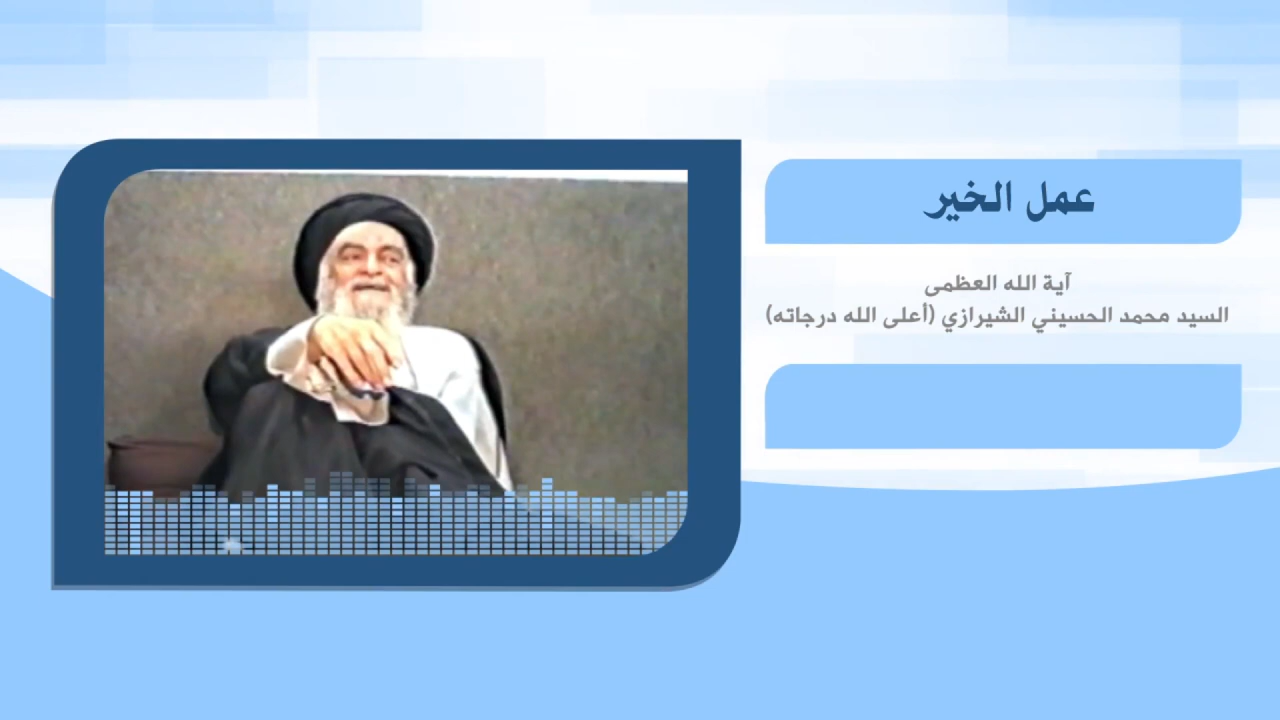 عمل الخير
آية الله العظمى
السيد محمد الحسيني الشيرازي (أعلى الله درجاته)